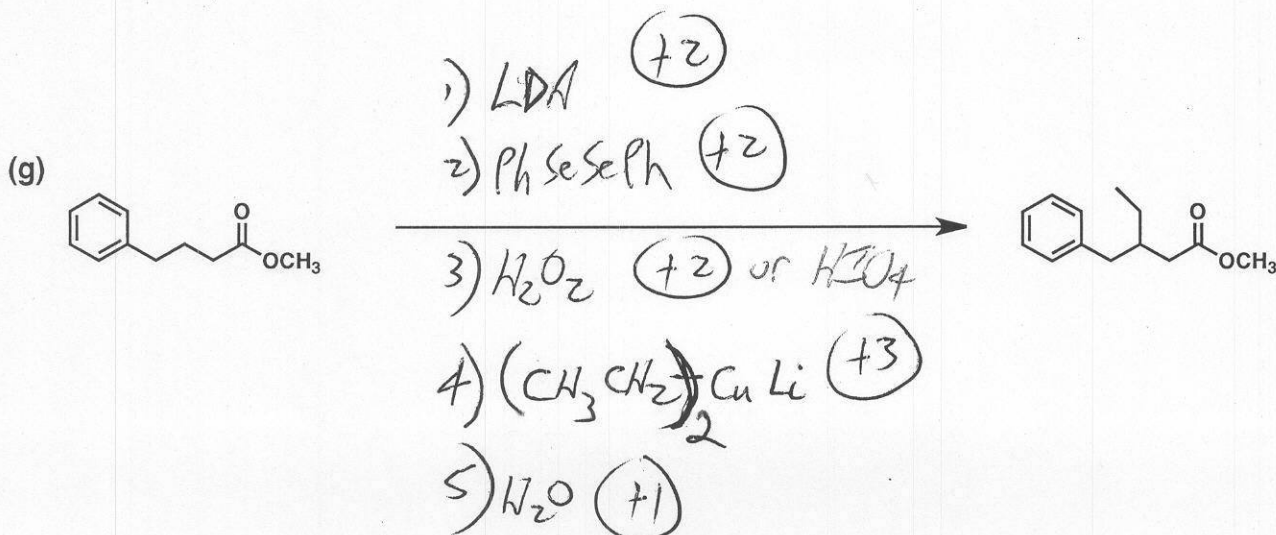 1) LDA +2
2) PhSeSePh +2
(g)
O
OCH3
3) H2O2 +2 or HIO4
4) (CH3CH2)2CuLi +3
5) H2O +1
O
OCH3